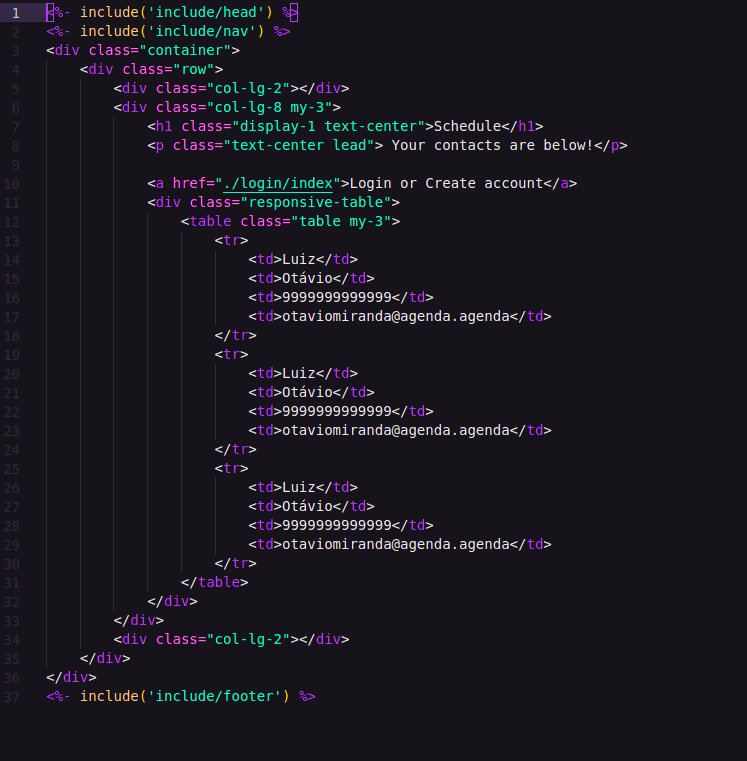 1 <%- include('include/head') %>
2 <%- include('include/nav') %>
3 <div class="container">
4     <div class="row">
5         <div class="col-lg-2"></div>
6         <div class="col-lg-8 my-3">
7             <h1 class="display-1 text-center">Schedule</h1>
8             <p class="text-center lead"> Your contacts are below!</p>
9
10             <a href="./login/index">Login or Create account</a>
11             <div class="responsive-table">
12                 <table class="table my-3">
13                     <tr>
14                         <td>Luiz</td>
15                         <td>Otávio</td>
16                         <td>9999999999999</td>
17                         <td>otaviomiranda@agenda.agenda</td>
18                     </tr>
19                     <tr>
20                         <td>Luiz</td>
21                         <td>Otávio</td>
22                         <td>9999999999999</td>
23                         <td>otaviomiranda@agenda.agenda</td>
24                     </tr>
25                     <tr>
26                         <td>Luiz</td>
27                         <td>Otávio</td>
28                         <td>9999999999999</td>
29                         <td>otaviomiranda@agenda.agenda</td>
30                     </tr>
31                 </table>
32             </div>
33         </div>
34         <div class="col-lg-2"></div>
35     </div>
36 </div>
37 <%- include('include/footer') %>